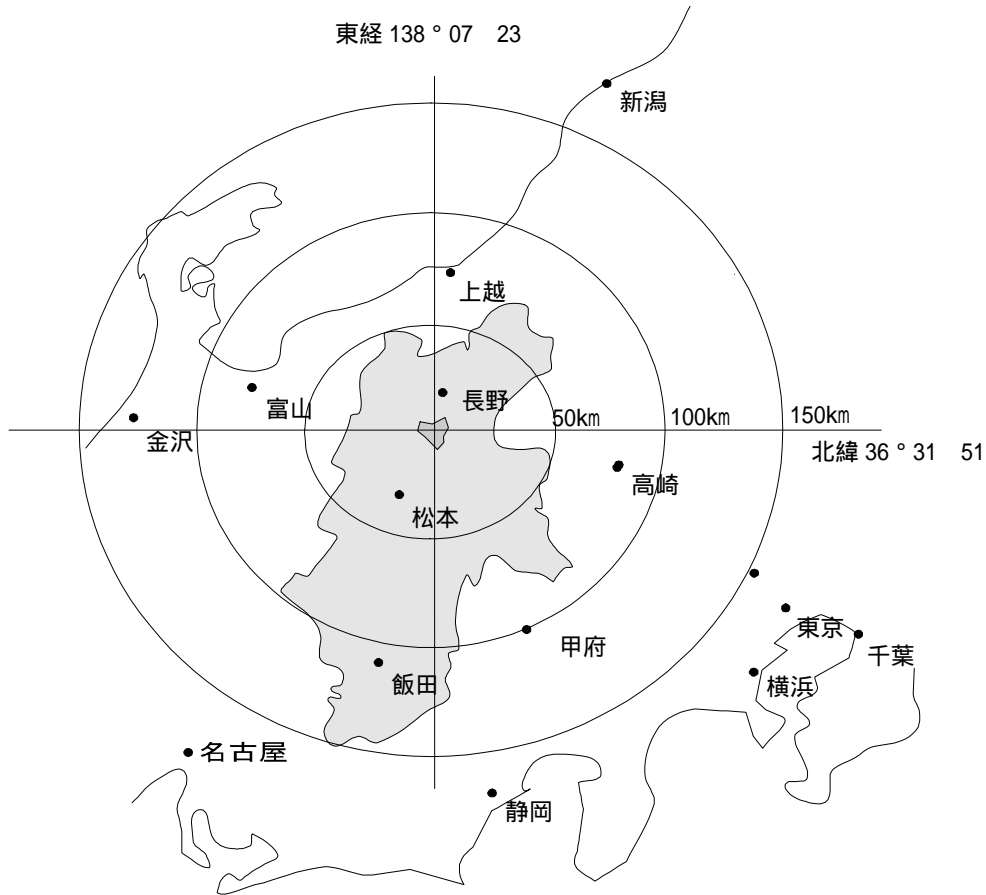 東経 138 ° 07 23
新潟
上越
長野
富山
金沢
50km
100km
150km
北緯 36 ° 31 51
高崎
松本
東京
甲府
千葉
飯田
横浜
名古屋
静岡